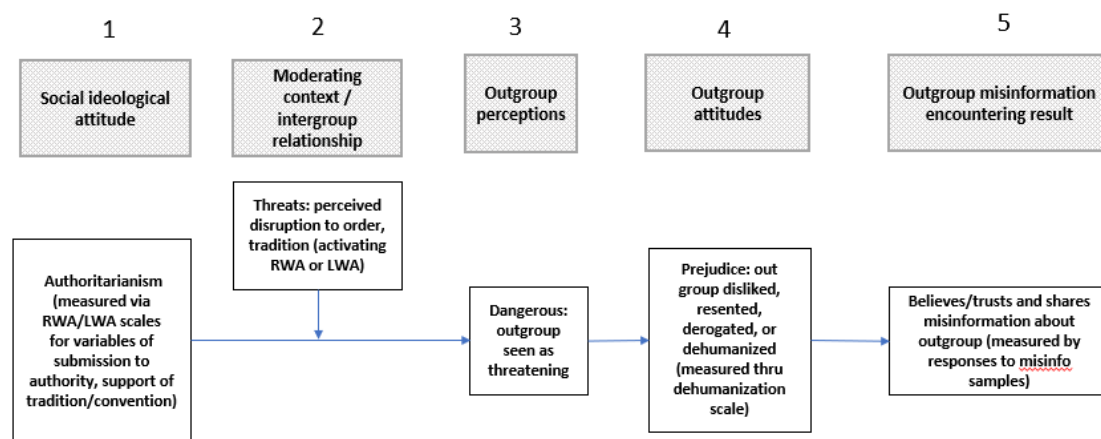 1
2
3
4
5
Social ideological
attitude
Moderating
context /
intergroup
relationship
Outgroup
perceptions
Outgroup
attitudes
Outgroup misinformation
encountering result
Authoritarianism
(measured via
RWA/LWA scales
for variables of
submission to
authority, support of
tradition/convention)
Threats: perceived
disruption to order,
tradition (activating
RWA or LWA)
Dangerous:
outgroup
seen as
threatening
Prejudice: out
group disliked,
resented,
derogated, or
dehumanized
(measured thru
dehumanization
scale)
Believes/trusts and shares
misinformation about
outgroup (measured by
responses to misinfo
samples)